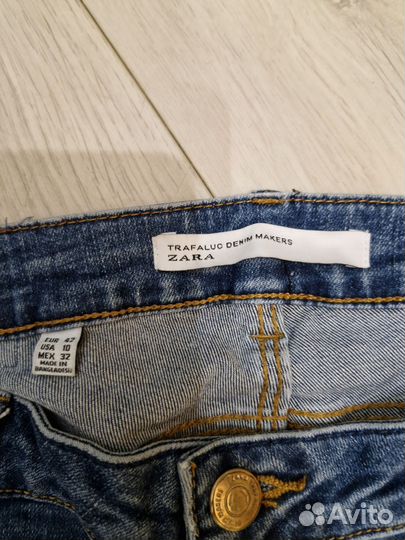 TRAFALUC DENIM MAKERS
ZARA
EUR 42
USA 10
MEX 32
MADE IN
BANGLADESH
Avito